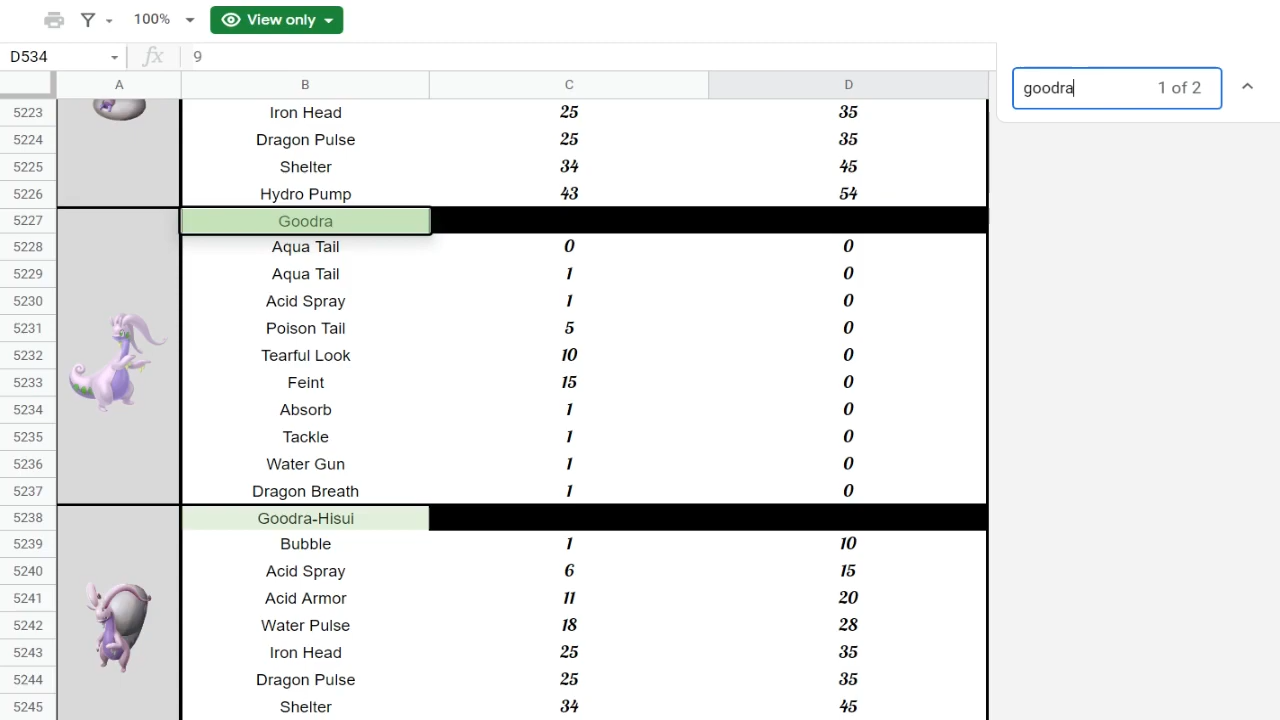 100% View only
D534 fx 9
goodra 1 of 2
A B C D
5223 Iron Head 25 35
5224 Dragon Pulse 25 35
5225 Shelter 34 45
5226 Hydro Pump 43 54
5227 Goodra
5228 Aqua Tail 0 0
5229 Aqua Tail 1 0
5230 Acid Spray 1 0
5231 Poison Tail 5 0
5232 Tearful Look 10 0
5233 Feint 15 0
5234 Absorb 1 0
5235 Tackle 1 0
5236 Water Gun 1 0
5237 Dragon Breath 1 0
5238 Goodra-Hisui
5239 Bubble 1 10
5240 Acid Spray 6 15
5241 Acid Armor 11 20
5242 Water Pulse 18 28
5243 Iron Head 25 35
5244 Dragon Pulse 25 35
5245 Shelter 34 45